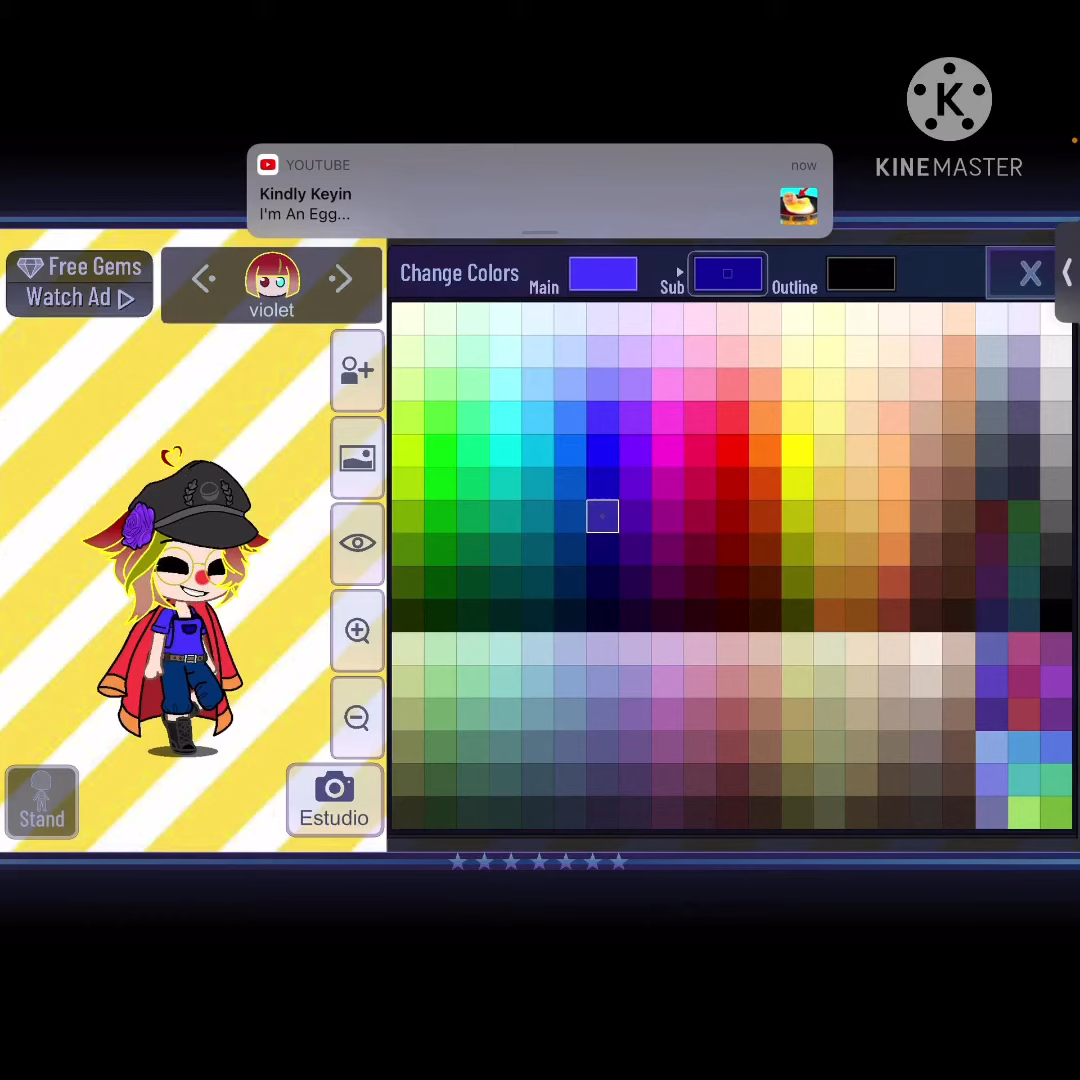 K
KINEMASTER
YOUTUBE
now
Kindly Keyin
I'm An Egg...
Free Gems
Watch Ad
violet
Change Colors
Main
Sub
Outline
X
Stand
Estudio